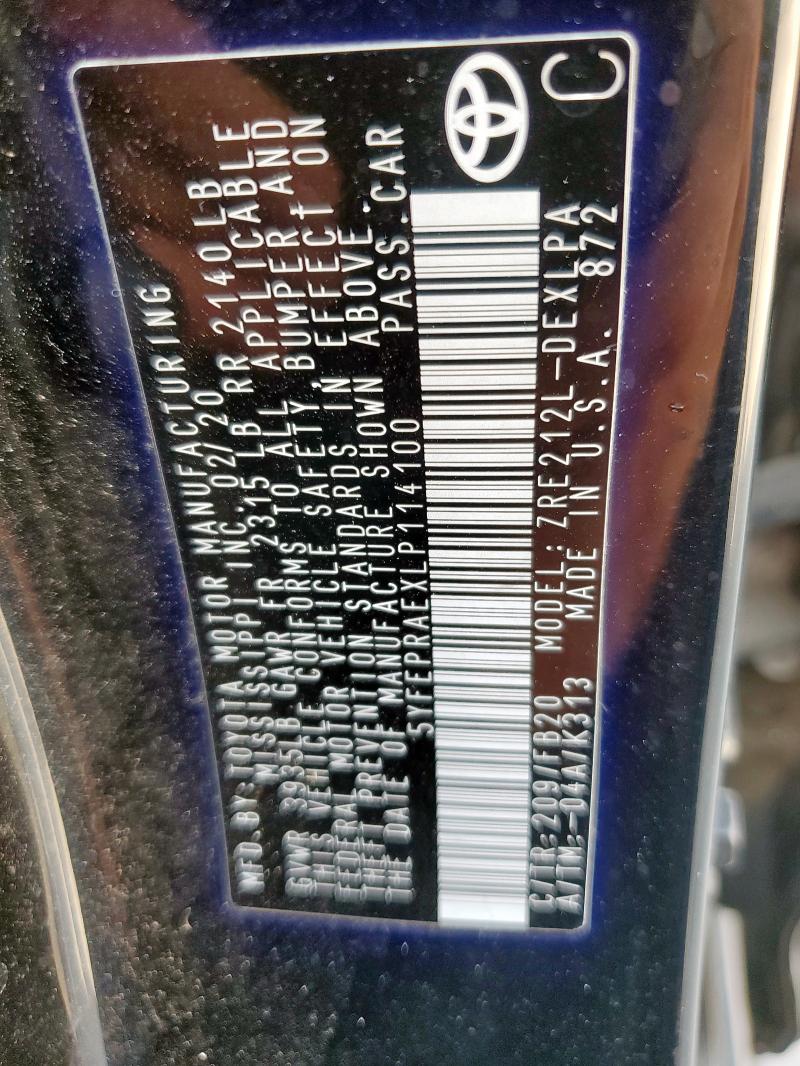 MFD. BY: TOYOTA MOTOR MANUFACTURING
MISSISSIPPI INC. 02/20
GVWR 3935LB GAWR FR 2315LB RR 2140LB
THIS VEHICLE CONFORMS TO ALL APPLICABLE
FEDERAL MOTOR VEHICLE SAFETY, BUMPER AND
THEFT PREVENTION STANDARDS IN EFFECT ON
THE DATE OF MANUFACTURE SHOWN ABOVE.
5YFEPRAEXLP114100 PASS. CAR
C/TR: 209/FB20 MODEL: ZRE212L-DEXLPA
A/TM: -04A/K313 MADE IN U.S.A. 872
C